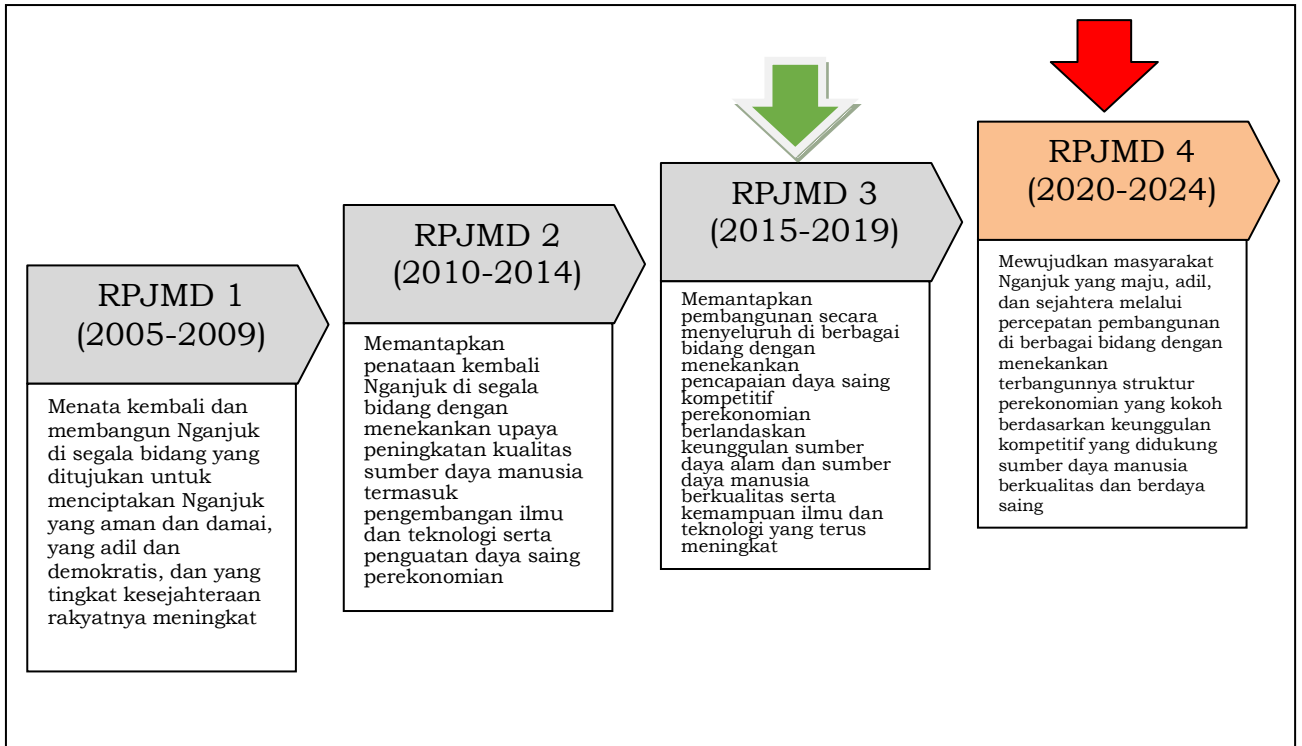 RPJMD 1
(2005-2009)
Menata kembali dan
membangun Nganjuk
di segala bidang yang
ditujukan untuk
menciptakan Nganjuk
yang aman dan damai,
yang adil dan
demokratis, dan yang
tingkat kesejahteraan
rakyatnya meningkat
RPJMD 2
(2010-2014)
Memantapkan
penataan kembali
Nganjuk di segala
bidang dengan
menekankan upaya
peningkatan kualitas
sumber daya manusia
termasuk
pengembangan ilmu
dan teknologi serta
penguatan daya saing
perekonomian
RPJMD 3
(2015-2019)
Memantapkan
pembangunan secara
menyeluruh di berbagai
bidang dengan
menekankan
pencapaian daya saing
kompetitif
perekonomian
berlandaskan
keunggulan sumber
daya alam dan sumber
daya manusia
berkualitas serta
kemampuan ilmu dan
teknologi yang terus
meningkat
RPJMD 4
(2020-2024)
Mewujudkan masyarakat
Nganjuk yang maju, adil,
dan sejahtera melalui
percepatan pembangunan
di berbagai bidang dengan
menekankan
terbangunnya struktur
perekonomian yang kokoh
berdasarkan keunggulan
kompetitif yang didukung
sumber daya manusia
berkualitas dan berdaya
saing